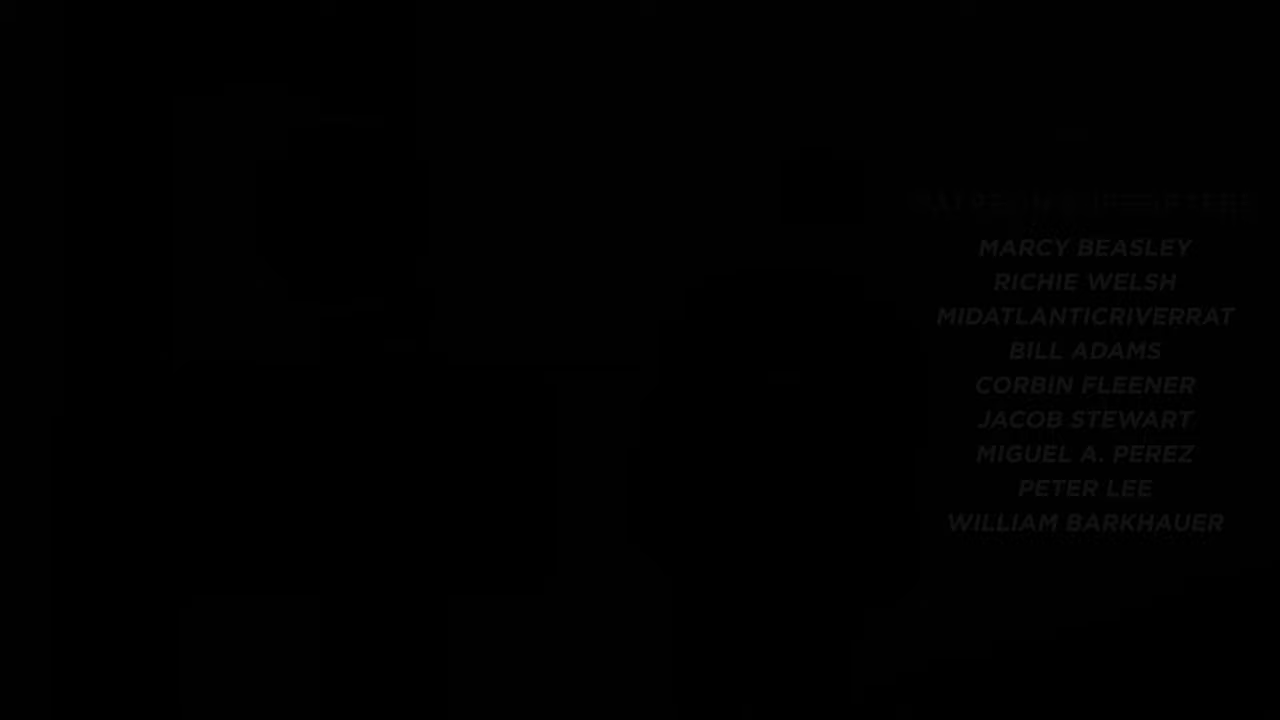 MARCY BEASLEY
RICHIE WELSH
MIDATLANTICRIVERRAT
BILL ADAMS
CORBIN FLEENER
JACOB STEWART
MIGUEL A. PEREZ
PETER LEE
WILLIAM BARKHAUER